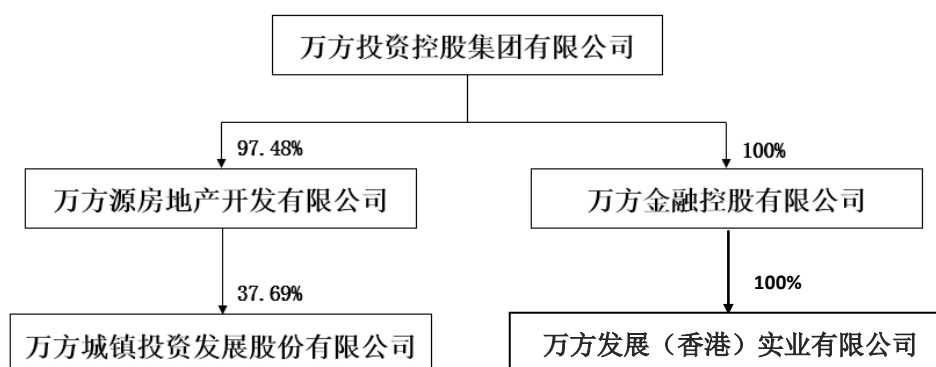 万方投资控股集团有限公司
97.48%
100%
万方源房地产开发有限公司
万方金融控股有限公司
37.69%
100%
万方城镇投资发展股份有限公司
万方发展（香港）实业有限公司